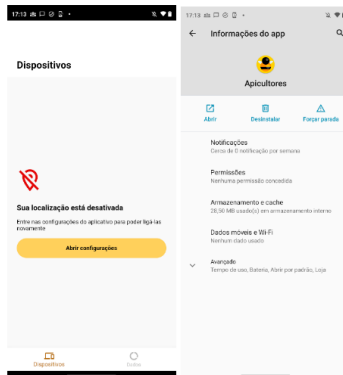 17:13
Dispositivos
Sua localização está desativada
Entre nas configurações do aplicativo para poder ligá-las
novamente
Abrir configurações
Dispositivos
17:13
Informações do app
Apicultores
Abrir
Desinstalar
Forçar parada
Notificações
Cerca de 0 notificação por semana
Permissões
Nenhuma permissão concedida
Armazenamento e cache
28,50 MB usado(s) em armazenamento interno
Dados móveis e Wi-Fi
Nenhum dado usado
Avançado
Tempo de uso, Bateria, Abrir por padrão, Loja